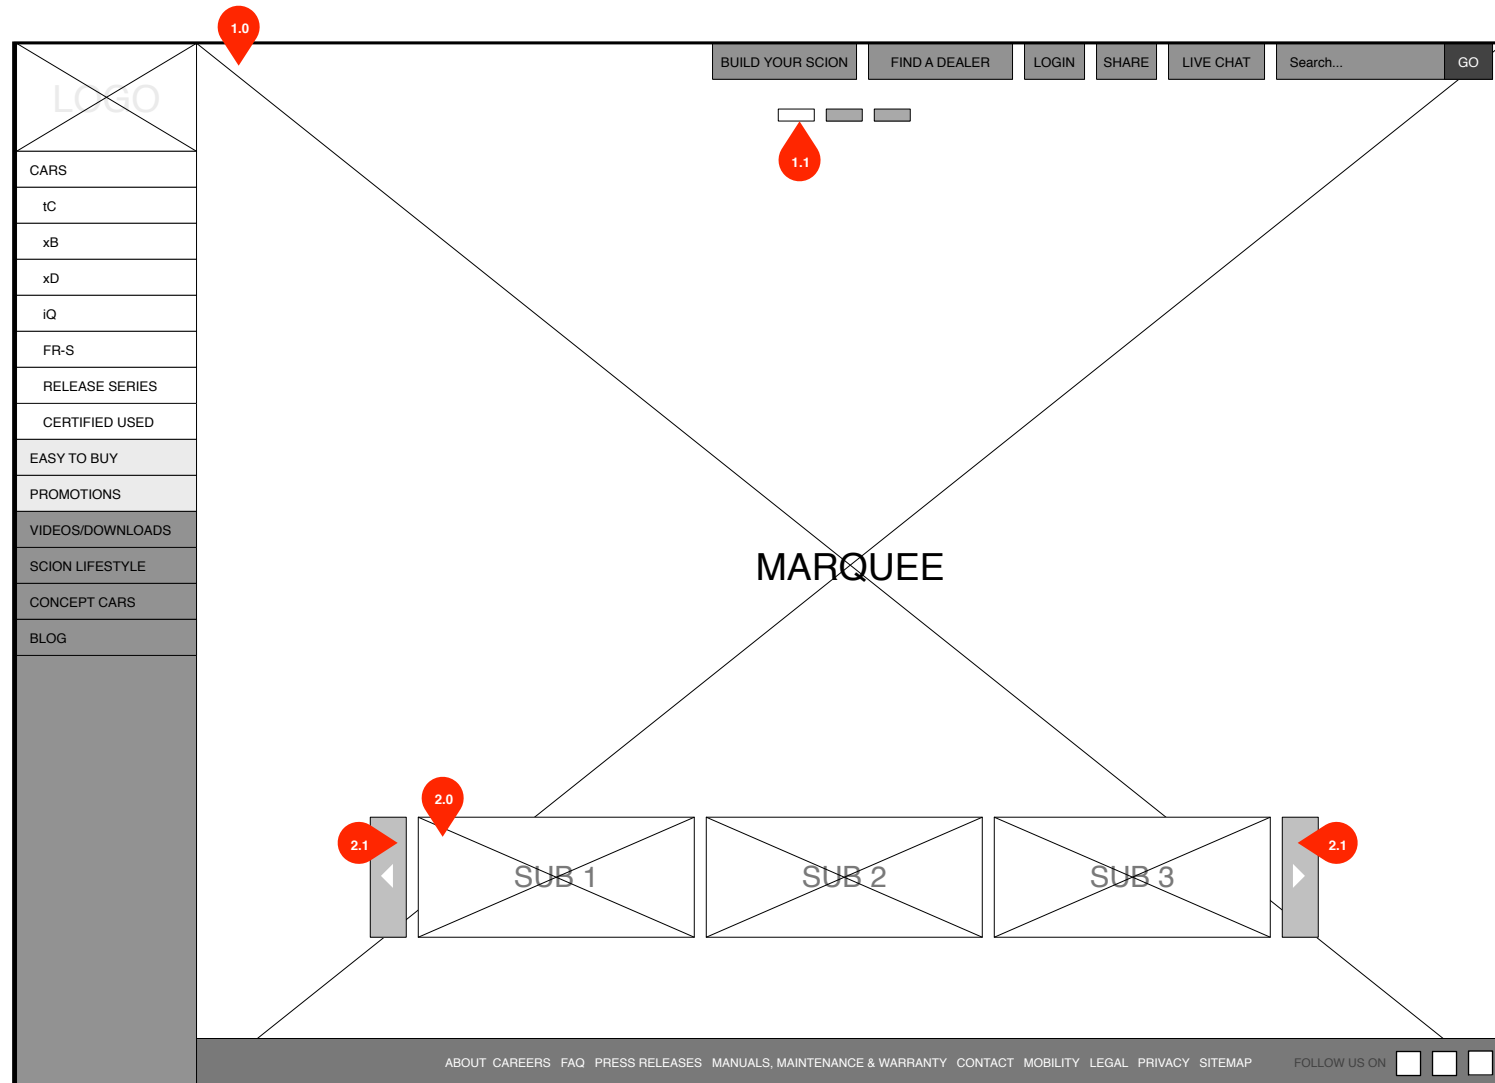 1.0
BUILD YOUR SCION FIND A DEALER LOGIN SHARE LIVE CHAT Search... GO
LOGO
1.1
CARS
tC
xB
xD
iQ
FR-S
RELEASE SERIES
CERTIFIED USED
EASY TO BUY
PROMOTIONS
VIDEOS/DOWNLOADS
SCION LIFESTYLE
CONCEPT CARS
BLOG
MARQUEE
2.0
2.1 2.1
SUB 1 SUB 2 SUB 3
ABOUT CAREERS FAQ PRESS RELEASES MANUALS, MAINTENANCE & WARRANTY CONTACT MOBILITY LEGAL PRIVACY SITEMAP FOLLOW US ON